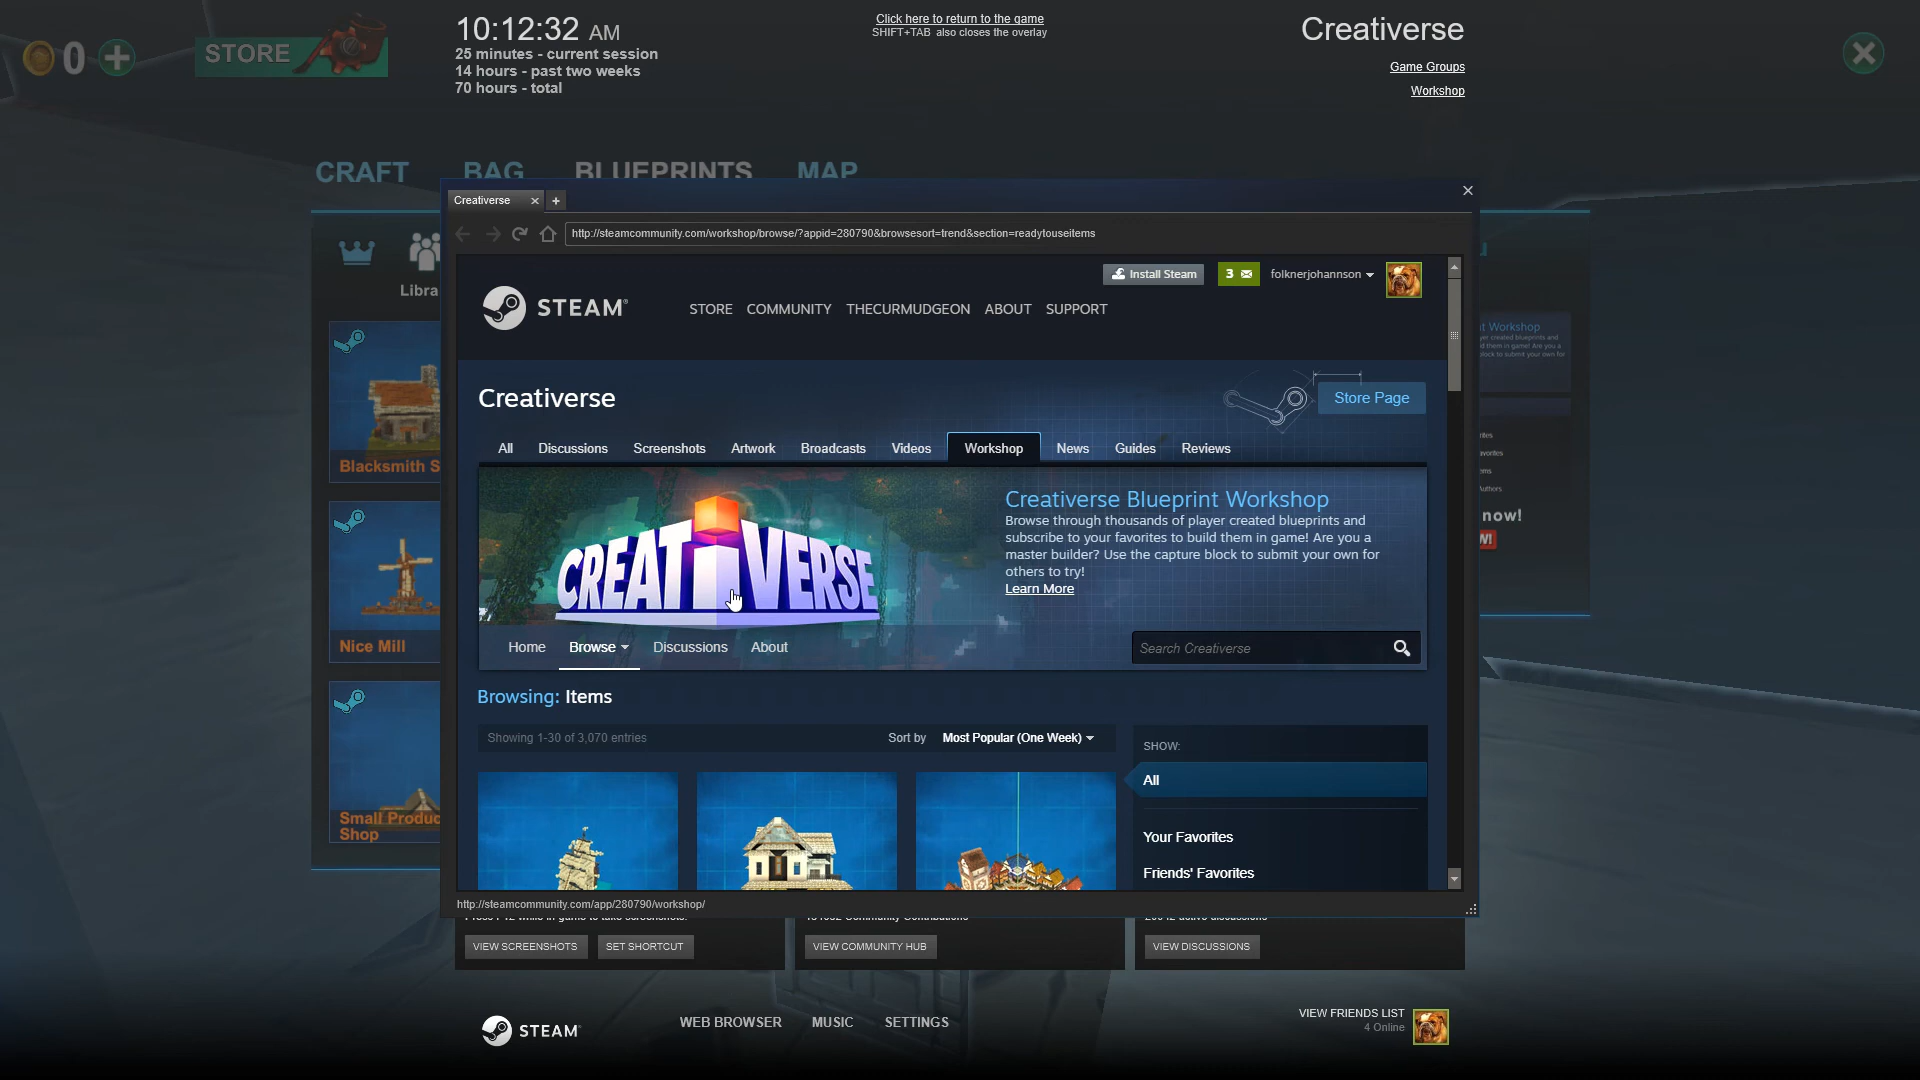 0
STORE
10:12:32 AM
25 minutes - current session
14 hours - past two weeks
70 hours - total
Click here to return to the game
SHIFT+TAB also closes the overlay
Creativerse
Game Groups
Workshop
CRAFT BAG BLUEPRINTS MAP
Creativerse
http://steamcommunity.com/workshop/browse/?appid=280790&browsesort=trend&section=readytouseitems
Install Steam 3 folknerjohannson
STEAM®
STORE COMMUNITY THECURMUDGEON ABOUT SUPPORT
Creativerse
Store Page
All Discussions Screenshots Artwork Broadcasts Videos Workshop News Guides Reviews
CREATIVERSE
Creativerse Blueprint Workshop
Browse through thousands of player created blueprints and
subscribe to your favorites to build them in game! Are you a
master builder? Use the capture block to submit your own for
others to try!
Learn More
Home Browse Discussions About
Search Creativerse
Browsing: Items
Showing 1-30 of 3,070 entries
Sort by Most Popular (One Week)
SHOW:
All
Your Favorites
Friends' Favorites
http://steamcommunity.com/app/280790/workshop/
Libra
Blacksmith S
Nice Mill
Small Produc
Shop
Workshop
now!
VIEW SCREENSHOTS SET SHORTCUT
VIEW COMMUNITY HUB
VIEW DISCUSSIONS
STEAM
WEB BROWSER MUSIC SETTINGS
VIEW FRIENDS LIST
4 Online